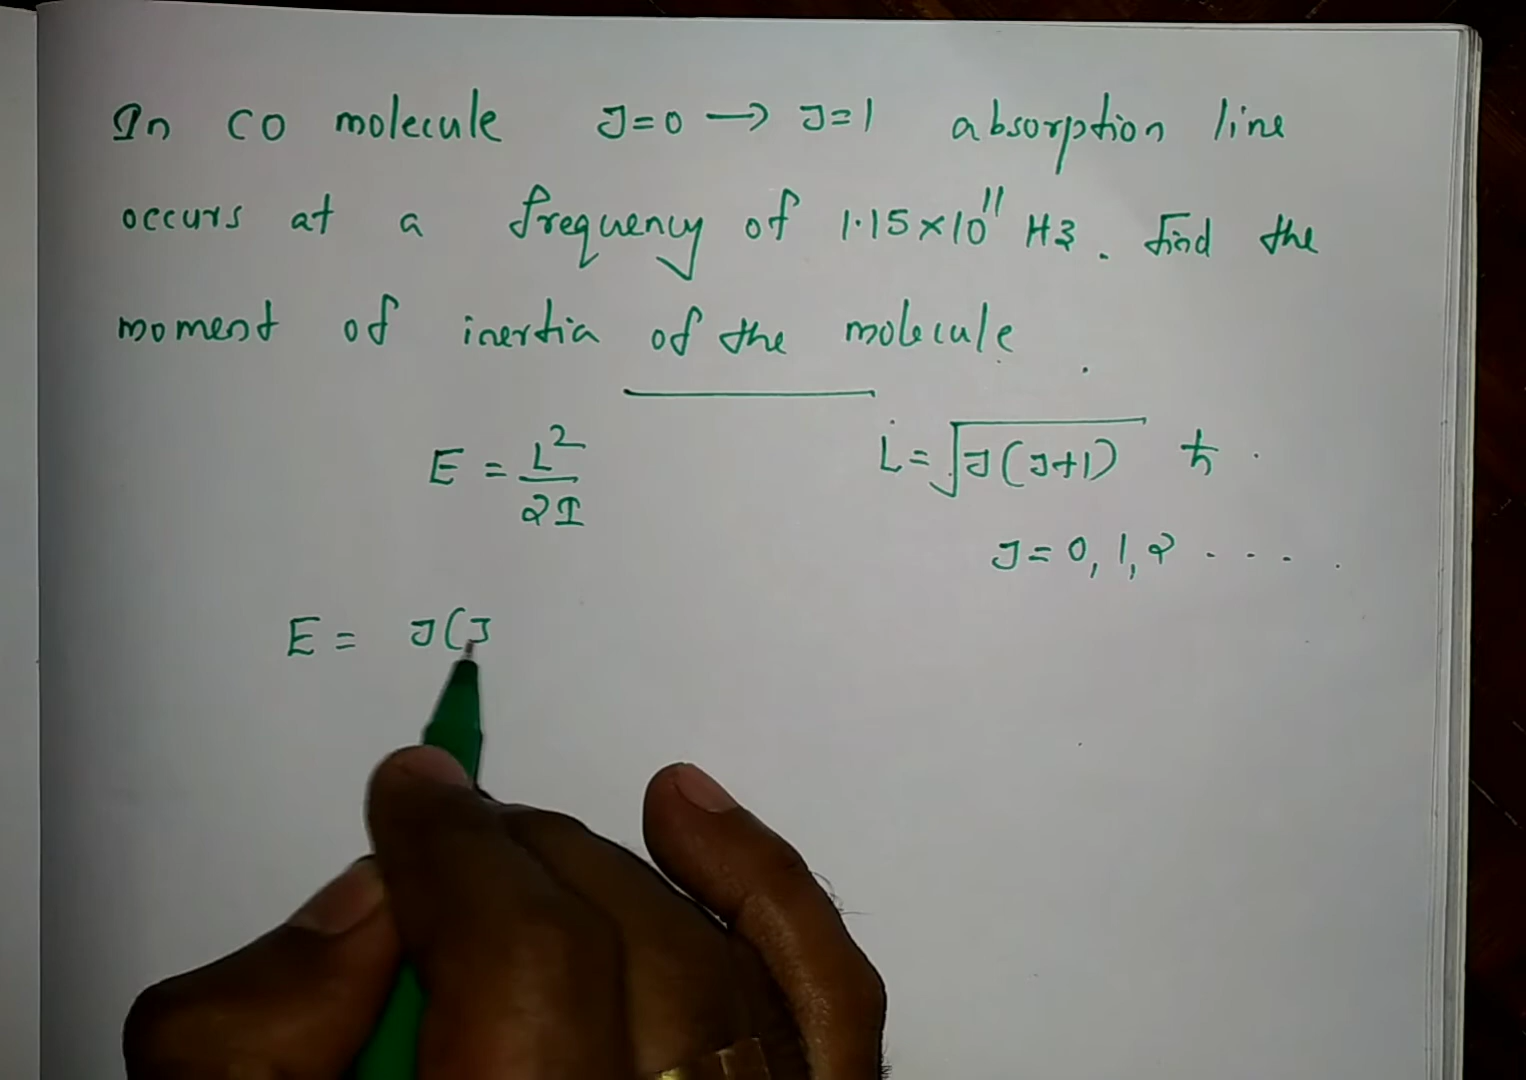 In CO molecule J=0 → J=1 absorption line
occurs at a frequency of 1.15×10¹¹ Hz. Find the
moment of inertia of the molecule.
E = L²/2I
L = √J(J+1) ħ.
J = 0, 1, 2 ....
E = J(J